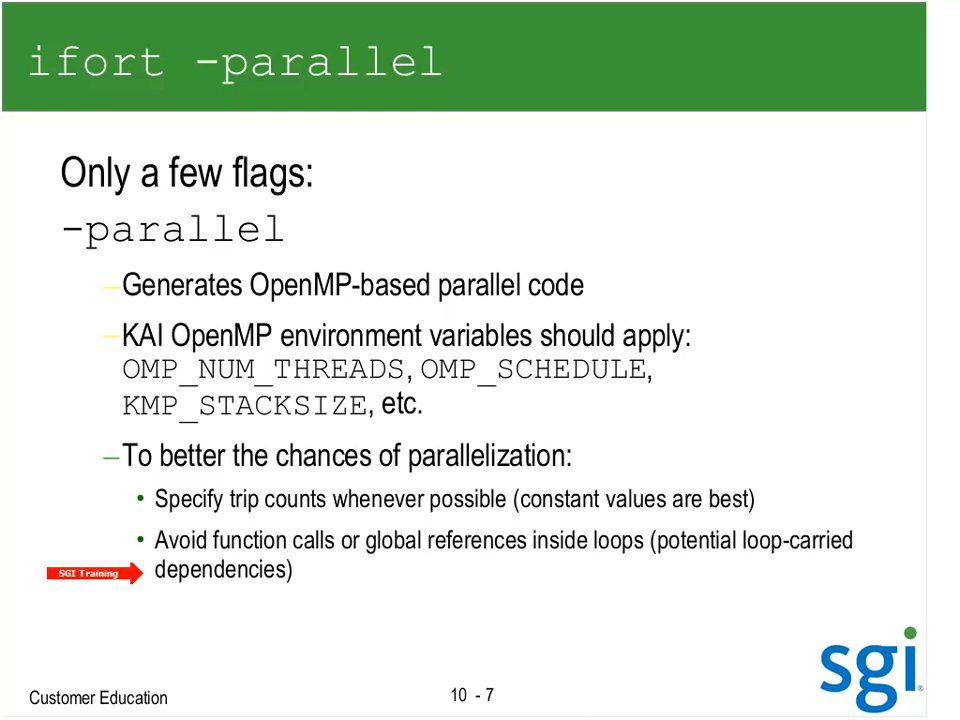 ifort -parallel
Only a few flags:
-parallel
–Generates OpenMP-based parallel code
–KAI OpenMP environment variables should apply:
OMP_NUM_THREADS, OMP_SCHEDULE,
KMP_STACKSIZE, etc.
–To better the chances of parallelization:
• Specify trip counts whenever possible (constant values are best)
• Avoid function calls or global references inside loops (potential loop-carried
dependencies)
SGI Training
sgi®
Customer Education
10 - 7